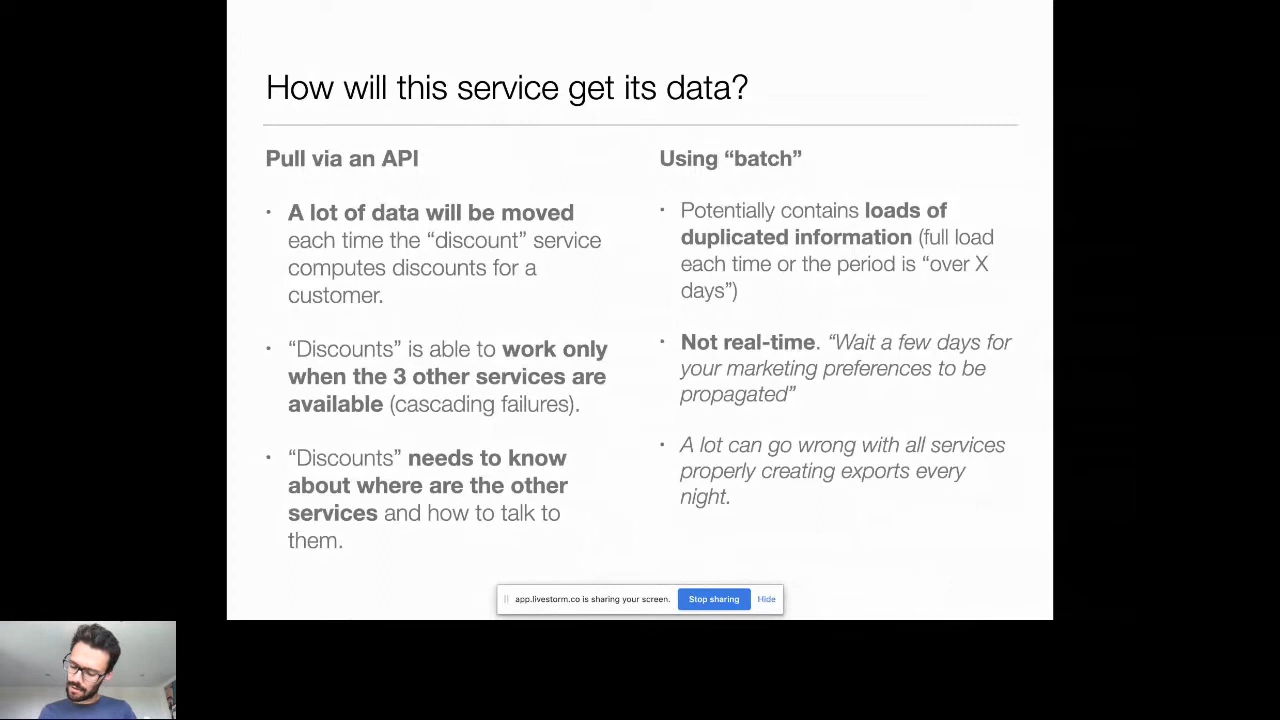 How will this service get its data?
Pull via an API
• A lot of data will be moved
each time the “discount” service
computes discounts for a
customer.
• “Discounts” is able to work only
when the 3 other services are
available (cascading failures).
• “Discounts” needs to know
about where are the other
services and how to talk to
them.
Using “batch”
• Potentially contains loads of
duplicated information (full load
each time or the period is “over X
days”)
• Not real-time. “Wait a few days for
your marketing preferences to be
propagated”
• A lot can go wrong with all services
properly creating exports every
night.
app.livestorm.co is sharing your screen. Stop sharing Hide